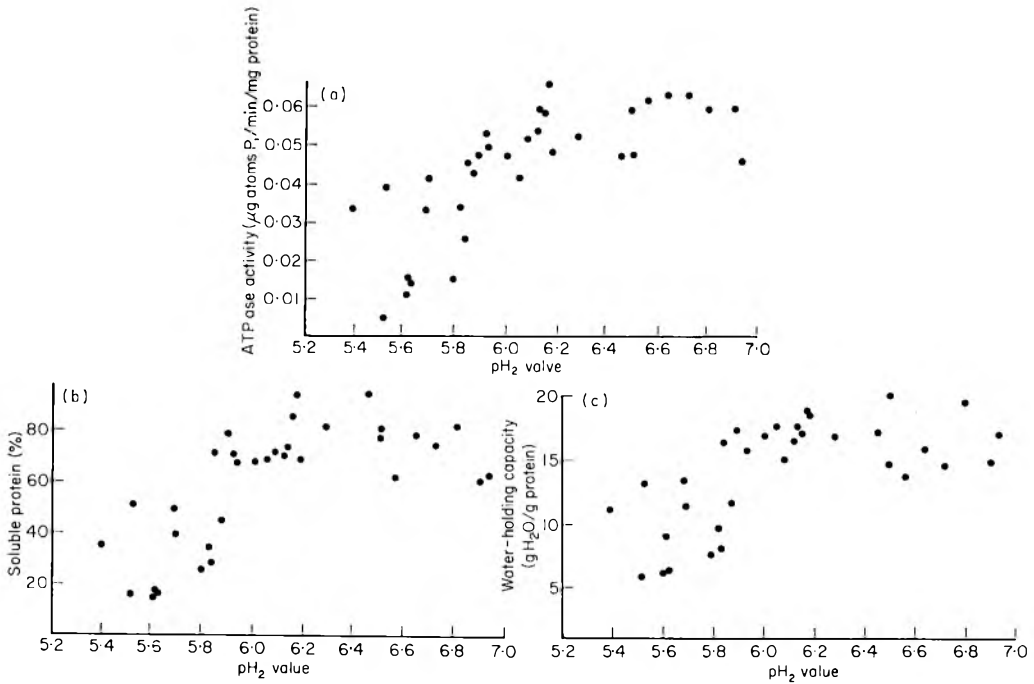 (a)
ATPase activity (μg atoms Pᵢ/min/mg protein)
0·06
0·05
0·04
0·03
0·02
0·01
5·2 5·4 5·6 5·8 6·0 6·2 6·4 6·6 6·8 7·0
pH₂ valve
(b)
Soluble protein (%)
80
60
40
20
5·2 5·4 5·6 5·8 6·0 6·2 6·4 6·6 6·8 7·0
pH₂ value
(c)
Water-holding capacity
(g H₂O/g protein)
20
15
10
5
5·2 5·4 5·6 5·8 6·0 6·2 6·4 6·6 6·8 7·0
pH₂ value